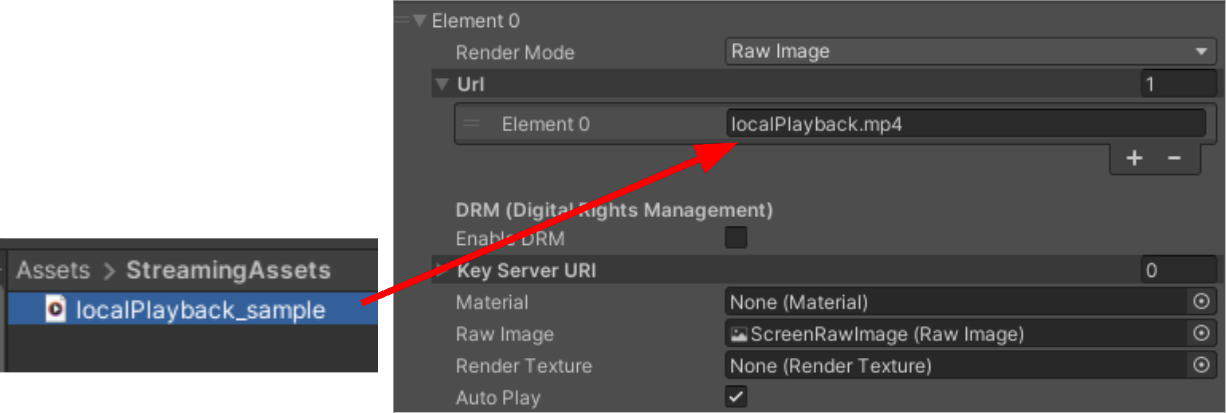 Assets > StreamingAssets
localPlayback_sample
Element 0
Render Mode Raw Image
Url 1
Element 0 localPlayback.mp4
+ -
DRM (Digital Rights Management)
Enable DRM
Key Server URI 0
Material None (Material)
Raw Image ScreenRawImage (Raw Image)
Render Texture None (Render Texture)
Auto Play